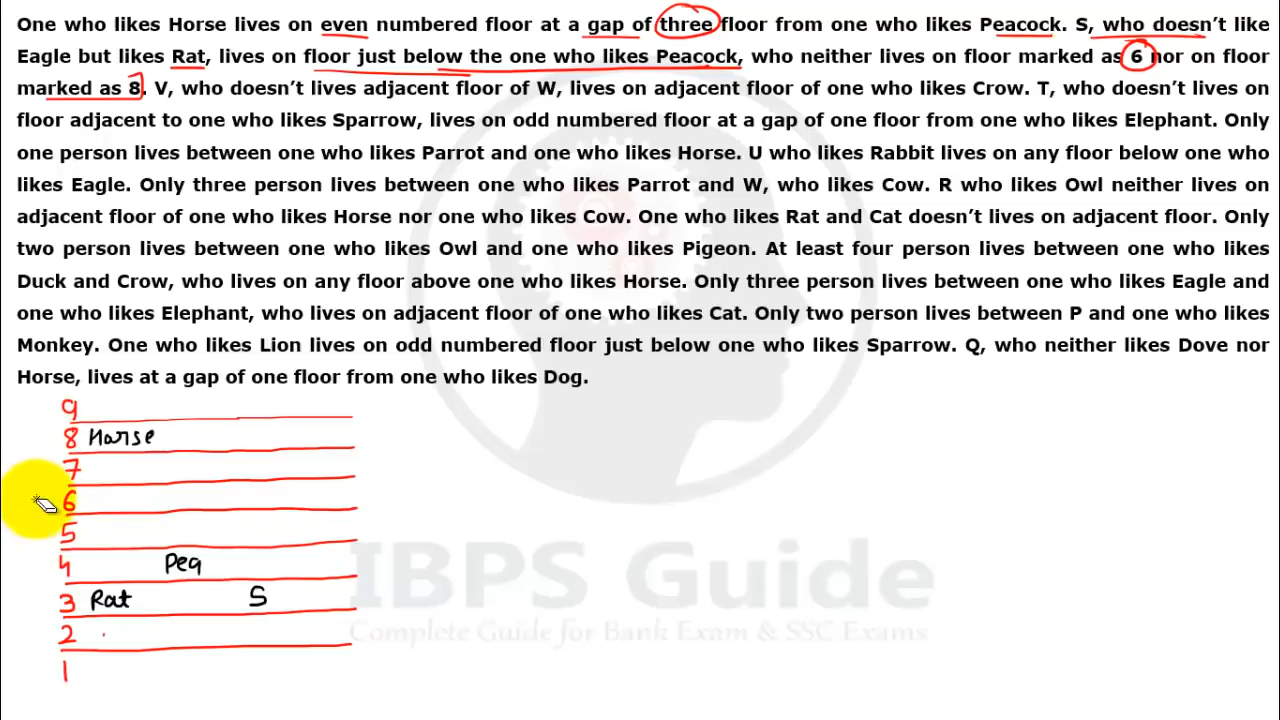 One who likes Horse lives on even numbered floor at a gap of three floor from one who likes Peacock. S, who doesn't like
Eagle but likes Rat, lives on floor just below the one who likes Peacock, who neither lives on floor marked as 6 nor on floor
marked as 8. V, who doesn't lives adjacent floor of W, lives on adjacent floor of one who likes Crow. T, who doesn't lives on
floor adjacent to one who likes Sparrow, lives on odd numbered floor at a gap of one floor from one who likes Elephant. Only
one person lives between one who likes Parrot and one who likes Horse. U who likes Rabbit lives on any floor below one who
likes Eagle. Only three person lives between one who likes Parrot and W, who likes Cow. R who likes Owl neither lives on
adjacent floor of one who likes Horse nor one who likes Cow. One who likes Rat and Cat doesn't lives on adjacent floor. Only
two person lives between one who likes Owl and one who likes Pigeon. At least four person lives between one who likes
Duck and Crow, who lives on any floor above one who likes Horse. Only three person lives between one who likes Eagle and
one who likes Elephant, who lives on adjacent floor of one who likes Cat. Only two person lives between P and one who likes
Monkey. One who likes Lion lives on odd numbered floor just below one who likes Sparrow. Q, who neither likes Dove nor
Horse, lives at a gap of one floor from one who likes Dog.
9
8 Horse
7
6
5
4 Pea
3 Rat S
2
1
IBPS Guide
Complete Guide for Bank Exam & SSC Exams